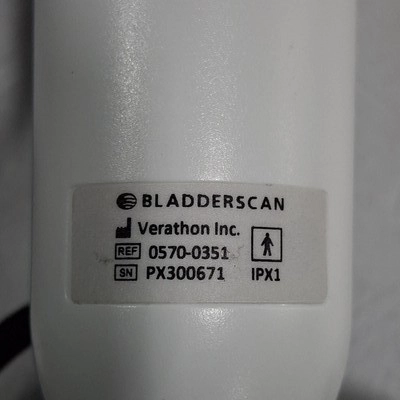 BLADDERSCAN
Verathon Inc.
REF 0570-0351
SN PX300671 IPX1